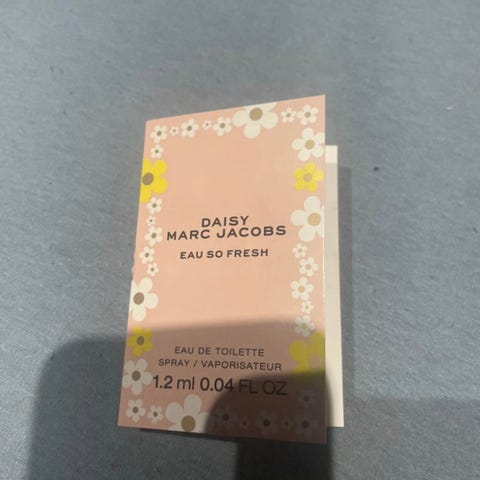 DAISY
MARC JACOBS
EAU SO FRESH
EAU DE TOILETTE
SPRAY / VAPORISATEUR
1.2 ml 0.04 FL OZ